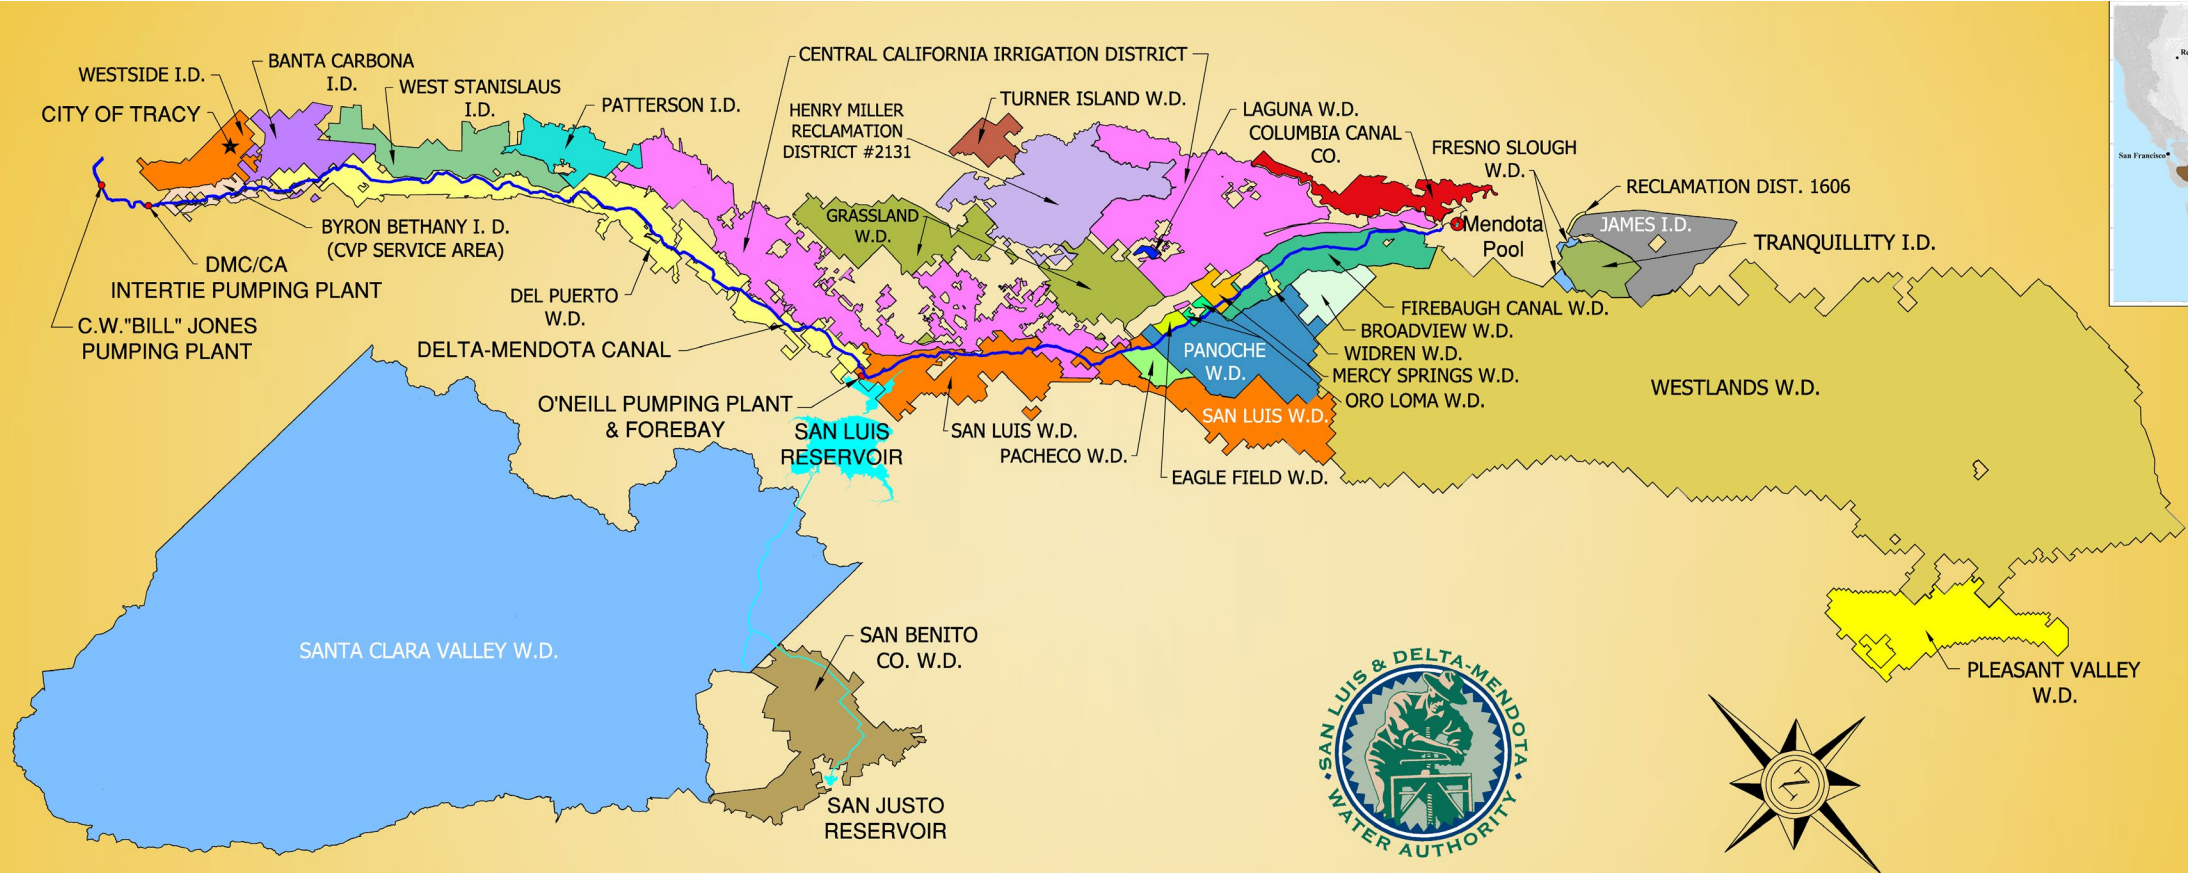 WESTSIDE I.D.
CITY OF TRACY
BANTA CARBONA
I.D.
WEST STANISLAUS
I.D.
PATTERSON I.D.
CENTRAL CALIFORNIA IRRIGATION DISTRICT
HENRY MILLER
RECLAMATION
DISTRICT #2131
TURNER ISLAND W.D.
LAGUNA W.D.
COLUMBIA CANAL
CO.
FRESNO SLOUGH
W.D.
RECLAMATION DIST. 1606
JAMES I.D.
TRANQUILLITY I.D.
San Francisco
Mendota
Pool
GRASSLAND
W.D.
BYRON BETHANY I. D.
(CVP SERVICE AREA)
DMC/CA
INTERTIE PUMPING PLANT
C.W."BILL" JONES
PUMPING PLANT
DEL PUERTO
W.D.
DELTA-MENDOTA CANAL
O'NEILL PUMPING PLANT
& FOREBAY
SAN LUIS
RESERVOIR
SAN LUIS W.D.
PACHECO W.D.
EAGLE FIELD W.D.
PANOCHE
W.D.
SAN LUIS W.D.
FIREBAUGH CANAL W.D.
BROADVIEW W.D.
WIDREN W.D.
MERCY SPRINGS W.D.
ORO LOMA W.D.
WESTLANDS W.D.
SANTA CLARA VALLEY W.D.
SAN BENITO
CO. W.D.
SAN JUSTO
RESERVOIR
PLEASANT VALLEY
W.D.
SAN LUIS & DELTA-MENDOTA
WATER AUTHORITY
N